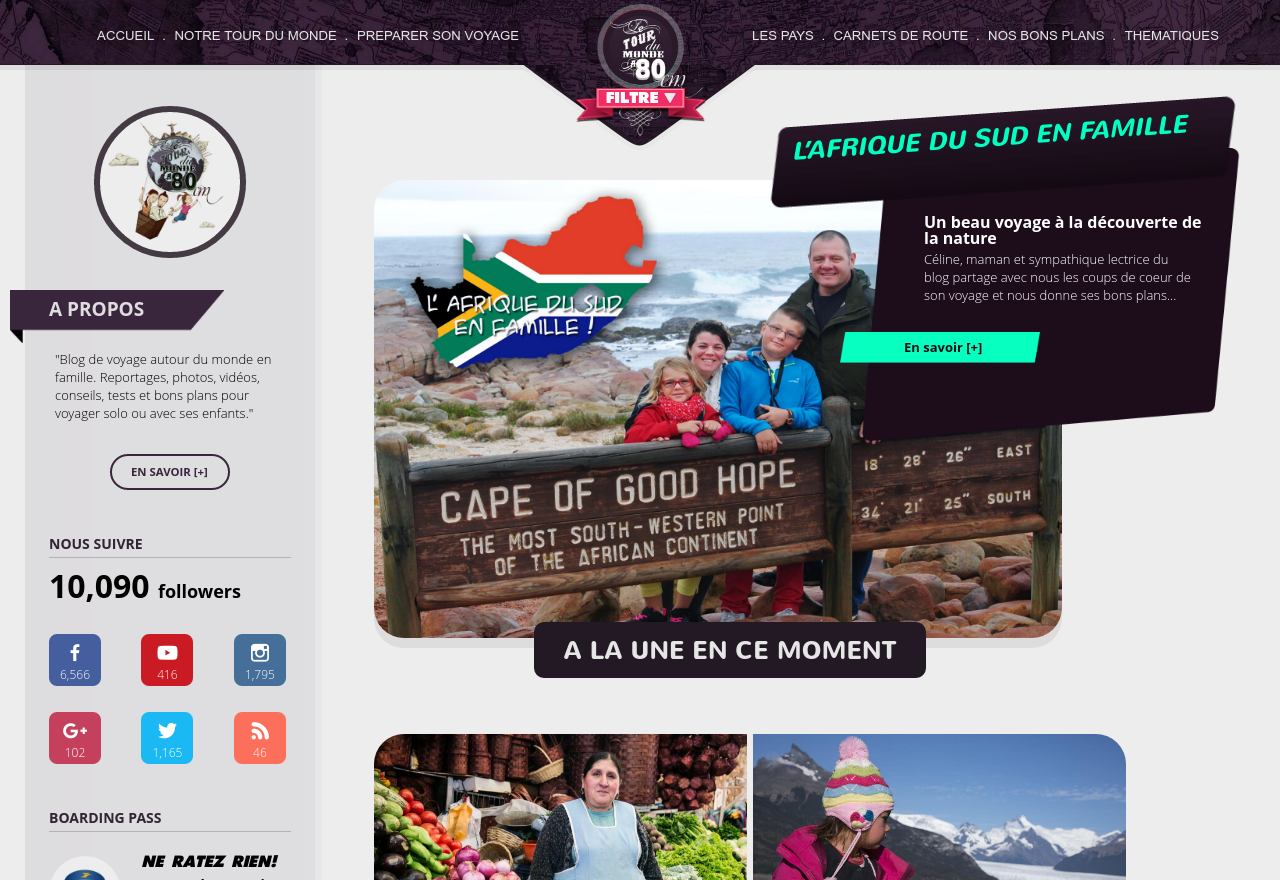 ACCUEIL . NOTRE TOUR DU MONDE . PREPARER SON VOYAGE
LES PAYS . CARNETS DE ROUTE . NOS BONS PLANS . THEMATIQUES
Le
TOUR
du
MONDE
à
80
cm
FILTRE ▼
Le
TOUR
du
MONDE
à
80
cm
A PROPOS
"Blog de voyage autour du monde en
famille. Reportages, photos, vidéos,
conseils, tests et bons plans pour
voyager solo ou avec ses enfants."
EN SAVOIR [+]
NOUS SUIVRE
10,090 followers
6,566
416
1,795
102
1,165
46
BOARDING PASS
NE RATEZ RIEN!
L'AFRIQUE DU SUD EN FAMILLE
Un beau voyage à la découverte de
la nature
Céline, maman et sympathique lectrice du
blog partage avec nous les coups de coeur de
son voyage et nous donne ses bons plans...
En savoir [+]
L' AFRIQUE DU SUD
EN FAMILLE !
CAPE OF GOOD HOPE
THE MOST SOUTH-WESTERN POINT
OF THE AFRICAN CONTINENT
18° 28' 26" EAST
34° 21' 25" SOUTH
A LA UNE EN CE MOMENT